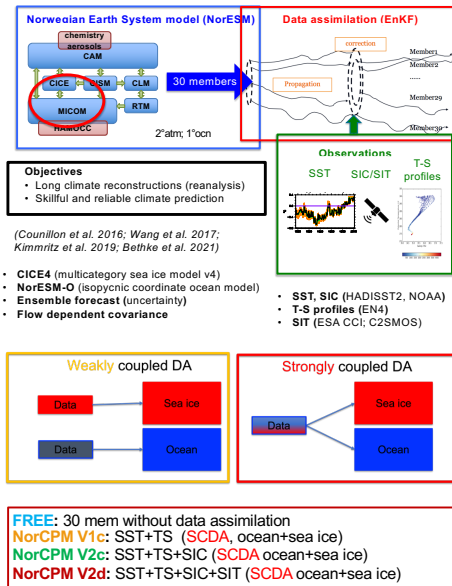 Norwegian Earth System model (NorESM)
Data assimilation (EnKF)
chemistry
aerosols
CAM
CICE
CISM
CLM
MICOM
RTM
HAMOCC
2°atm; 1°ocn
30 members
correction
Propagation
Member1
Member2
......
Member29
Member30
Observations
SST
SIC/SIT
T-S
profiles
Objectives
• Long climate reconstructions (reanalysis)
• Skillful and reliable climate prediction
(Counillon et al. 2016; Wang et al. 2017;
Kimmritz et al. 2019; Bethke et al. 2021)
• CICE4 (multicategory sea ice model v4)
• NorESM-O (isopycnic coordinate ocean model)
• Ensemble forecast (uncertainty)
• Flow dependent covariance
• SST, SIC (HADISST2, NOAA)
• T-S profiles (EN4)
• SIT (ESA CCI; C2SMOS)
Weakly coupled DA
Data
Sea ice
Data
Ocean
Strongly coupled DA
Data
Sea ice
Ocean
FREE: 30 mem without data assimilation
NorCPM V1c: SST+TS (SCDA, ocean+sea ice)
NorCPM V2c: SST+TS+SIC (SCDA ocean+sea ice)
NorCPM V2d: SST+TS+SIC+SIT (SCDA ocean+sea ice)